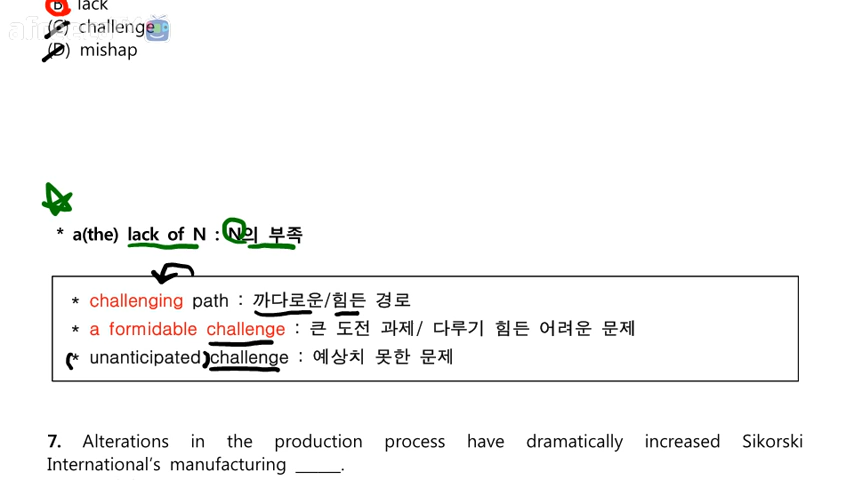 (B) lack
(C) challenge
(D) mishap
* a(the) lack of N : N의 부족
* challenging path : 까다로운/힘든 경로
* a formidable challenge : 큰 도전 과제/ 다루기 힘든 어려운 문제
* unanticipated challenge : 예상치 못한 문제
7. Alterations in the production process have dramatically increased Sikorski
International's manufacturing _____.